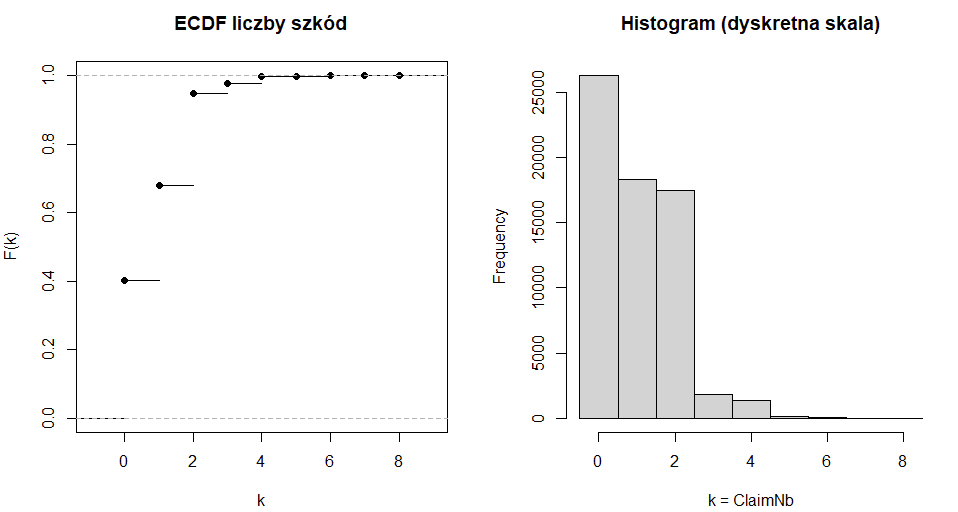 ECDF liczby szkód
F(k)
1.0
0.8
0.6
0.4
0.2
0.0
0 2 4 6 8
k
Histogram (dyskretna skala)
Frequency
25000
20000
15000
10000
5000
0
0 2 4 6 8
k = ClaimNb